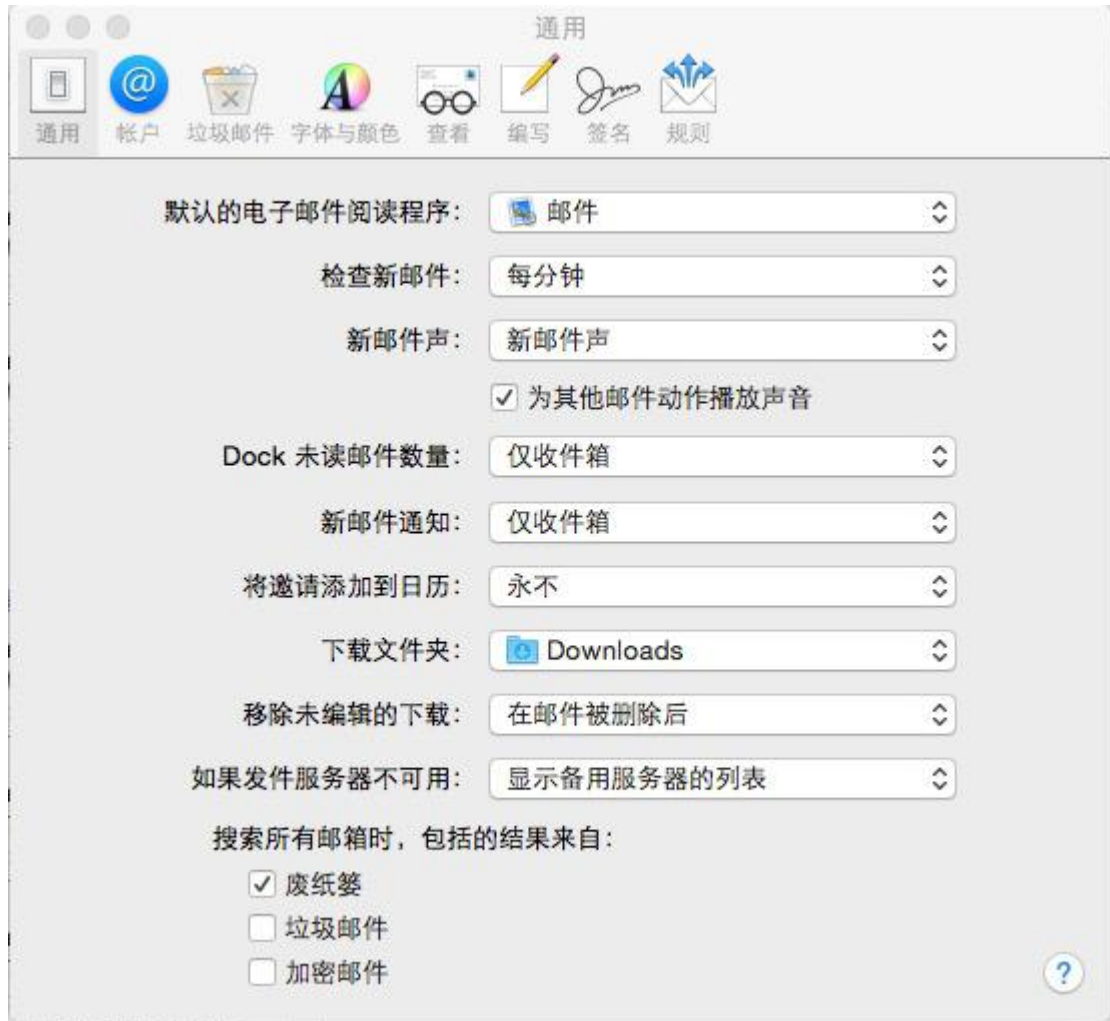 通用
通用 帐户 垃圾邮件 字体与颜色 查看 编写 签名 规则
默认的电子邮件阅读程序： 邮件
检查新邮件： 每分钟
新邮件声： 新邮件声
为其他邮件动作播放声音
Dock 未读邮件数量： 仅收件箱
新邮件通知： 仅收件箱
将邀请添加到日历： 永不
下载文件夹： Downloads
移除未编辑的下载： 在邮件被删除后
如果发件服务器不可用： 显示备用服务器的列表
搜索所有邮箱时，包括的结果来自：
废纸篓
垃圾邮件
加密邮件
?